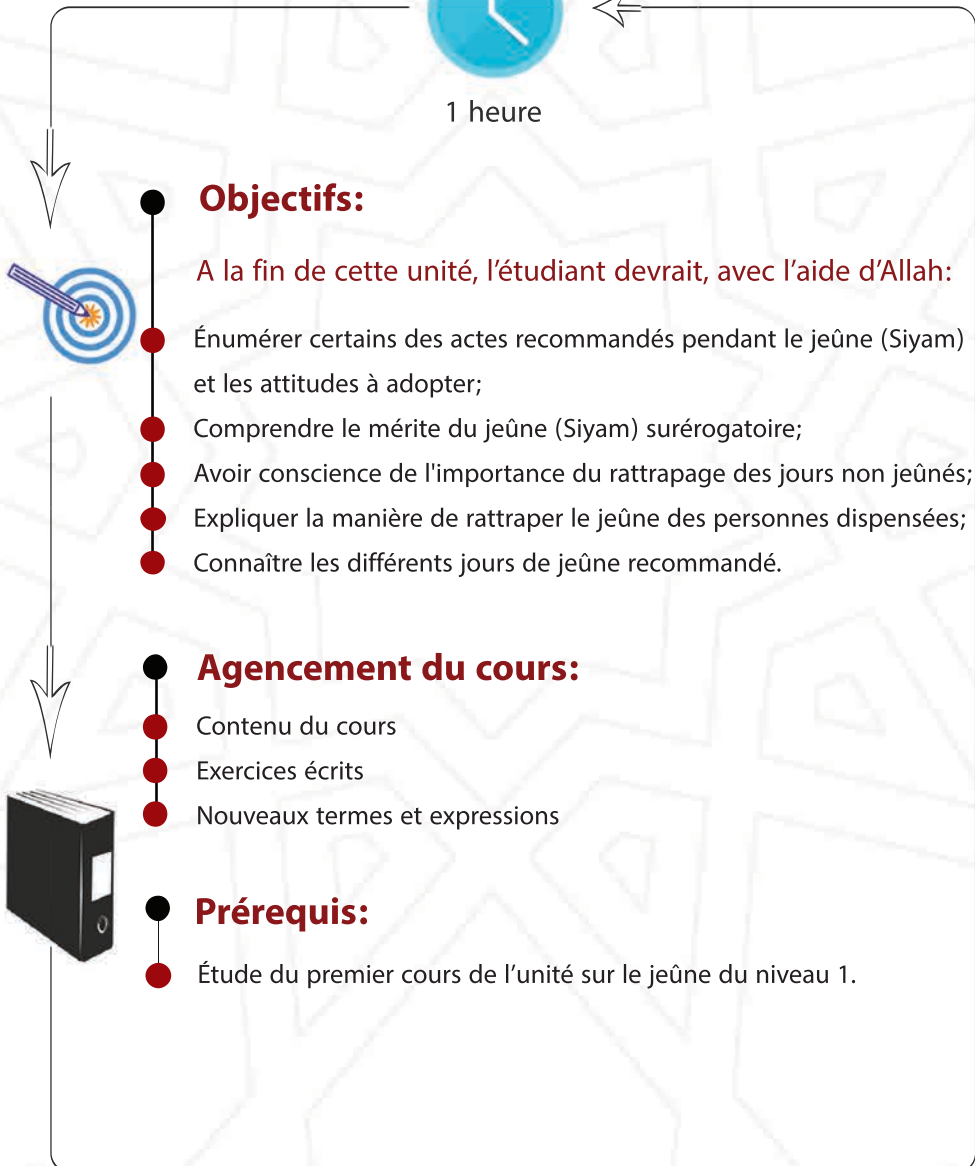 1 heure
Objectifs:
A la fin de cette unité, l’étudiant devrait, avec l’aide d’Allah:
Énumérer certains des actes recommandés pendant le jeûne (Siyam)
et les attitudes à adopter;
Comprendre le mérite du jeûne (Siyam) surérogatoire;
Avoir conscience de l'importance du rattrapage des jours non jeûnés;
Expliquer la manière de rattraper le jeûne des personnes dispensées;
Connaître les différents jours de jeûne recommandé.
Agencement du cours:
Contenu du cours
Exercices écrits
Nouveaux termes et expressions
Prérequis:
Étude du premier cours de l’unité sur le jeûne du niveau 1.